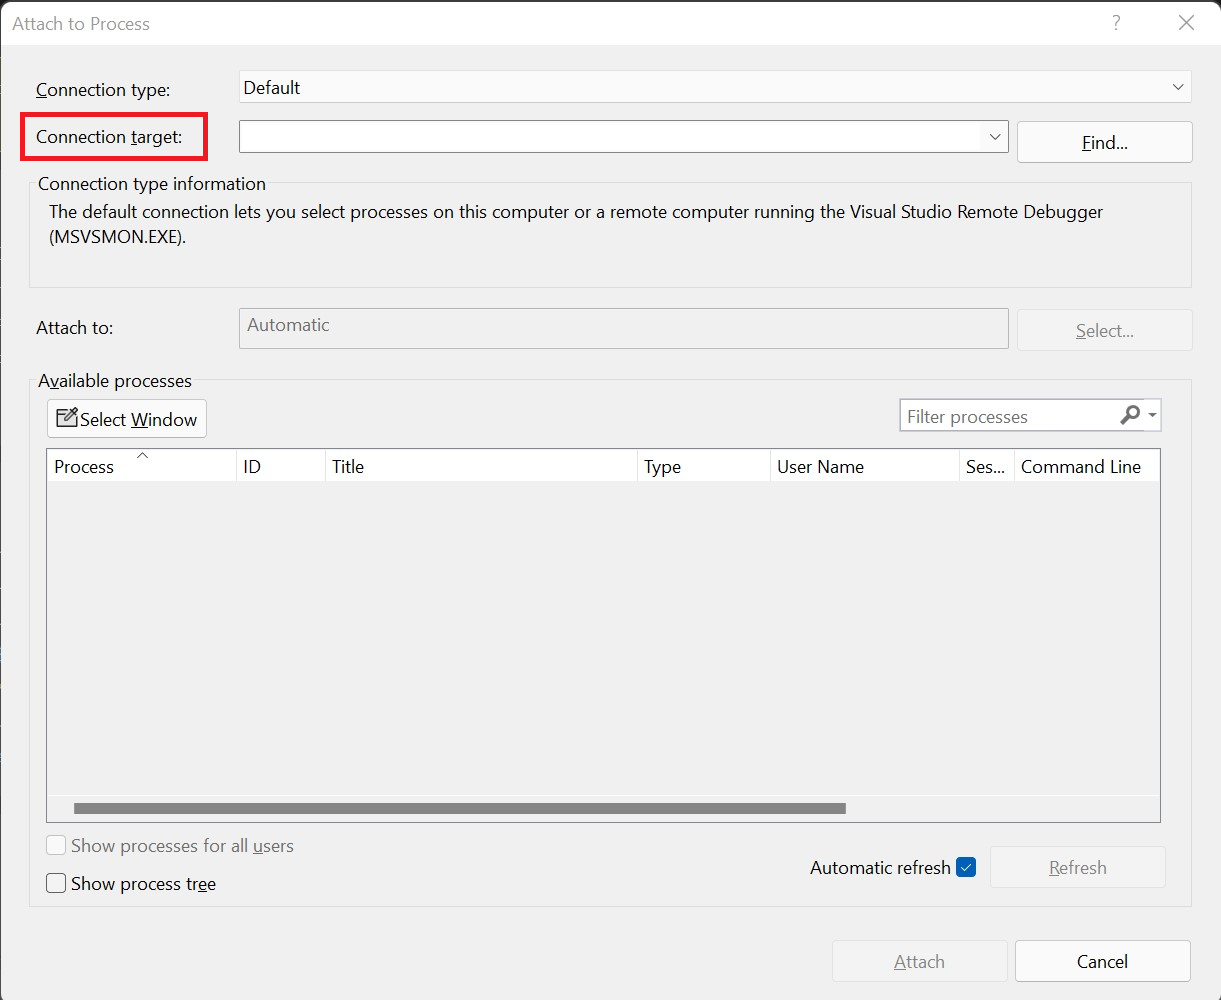 Attach to Process ?
Connection type: Default
Connection target: Find...
Connection type information
The default connection lets you select processes on this computer or a remote computer running the Visual Studio Remote Debugger
(MSVSMON.EXE).
Attach to: Automatic Select...
Available processes
Select Window Filter processes
Process ID Title Type User Name Ses... Command Line
Show processes for all users
Automatic refresh Refresh
Show process tree
Attach Cancel